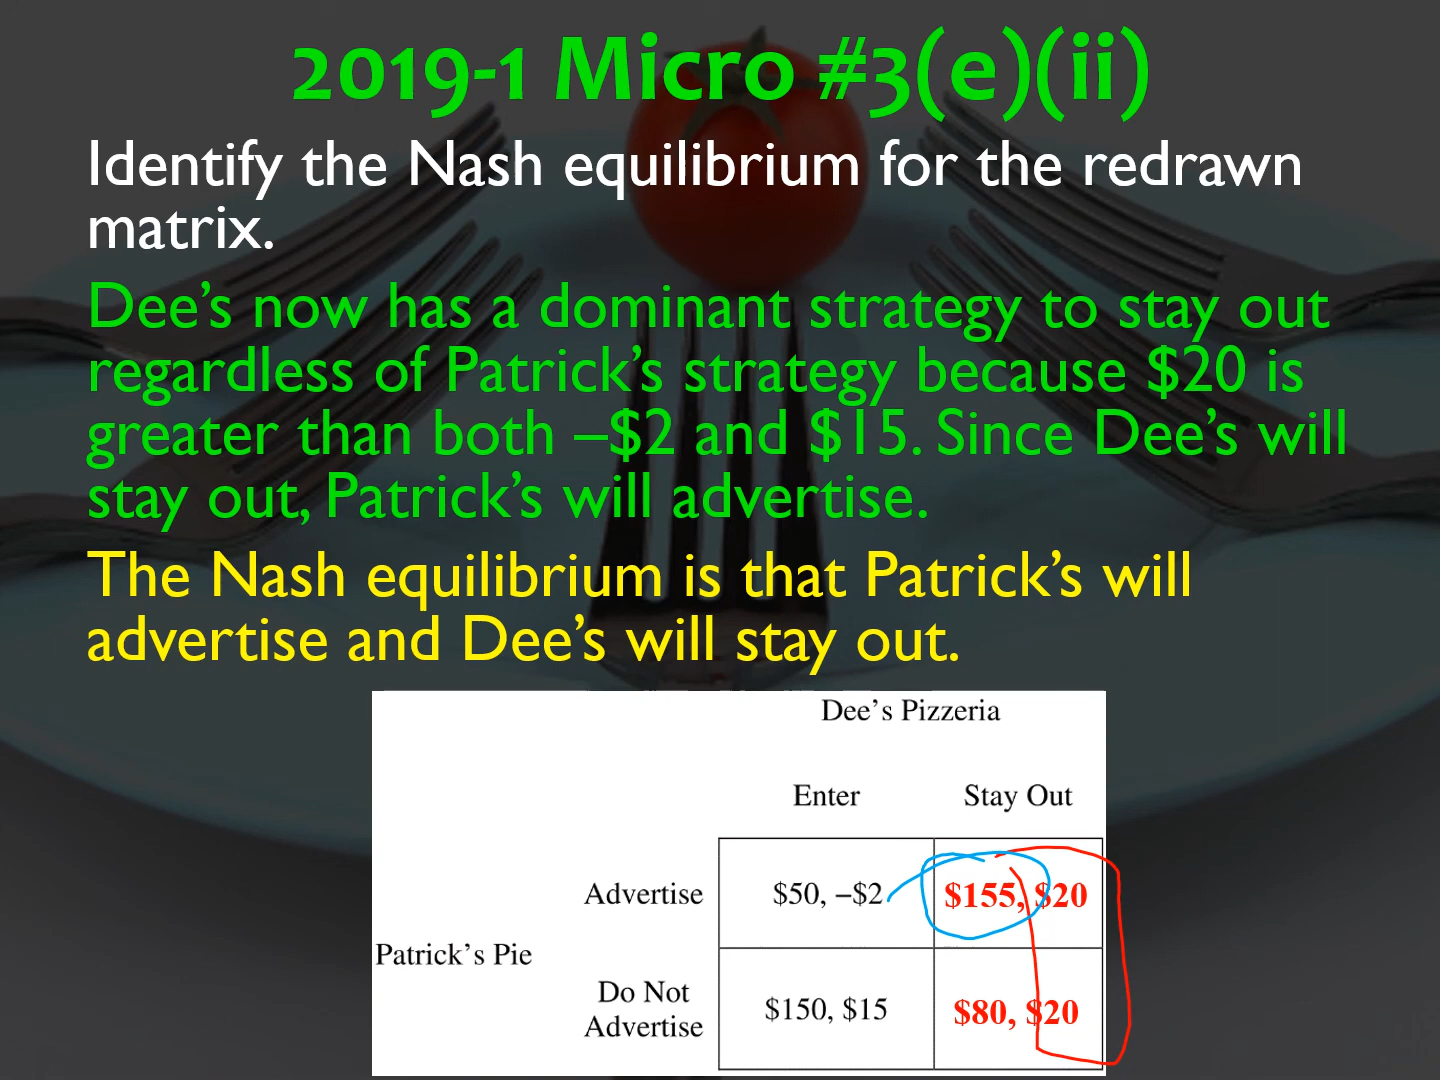 2019-1 Micro #3(e)(ii)
Identify the Nash equilibrium for the redrawn
matrix.
Dee’s now has a dominant strategy to stay out
regardless of Patrick’s strategy because $20 is
greater than both –$2 and $15. Since Dee’s will
stay out, Patrick’s will advertise.
The Nash equilibrium is that Patrick’s will
advertise and Dee’s will stay out.
Dee’s Pizzeria
Enter Stay Out
Advertise $50, –$2 $155, $20
Patrick’s Pie
Do Not
Advertise $150, $15 $80, $20